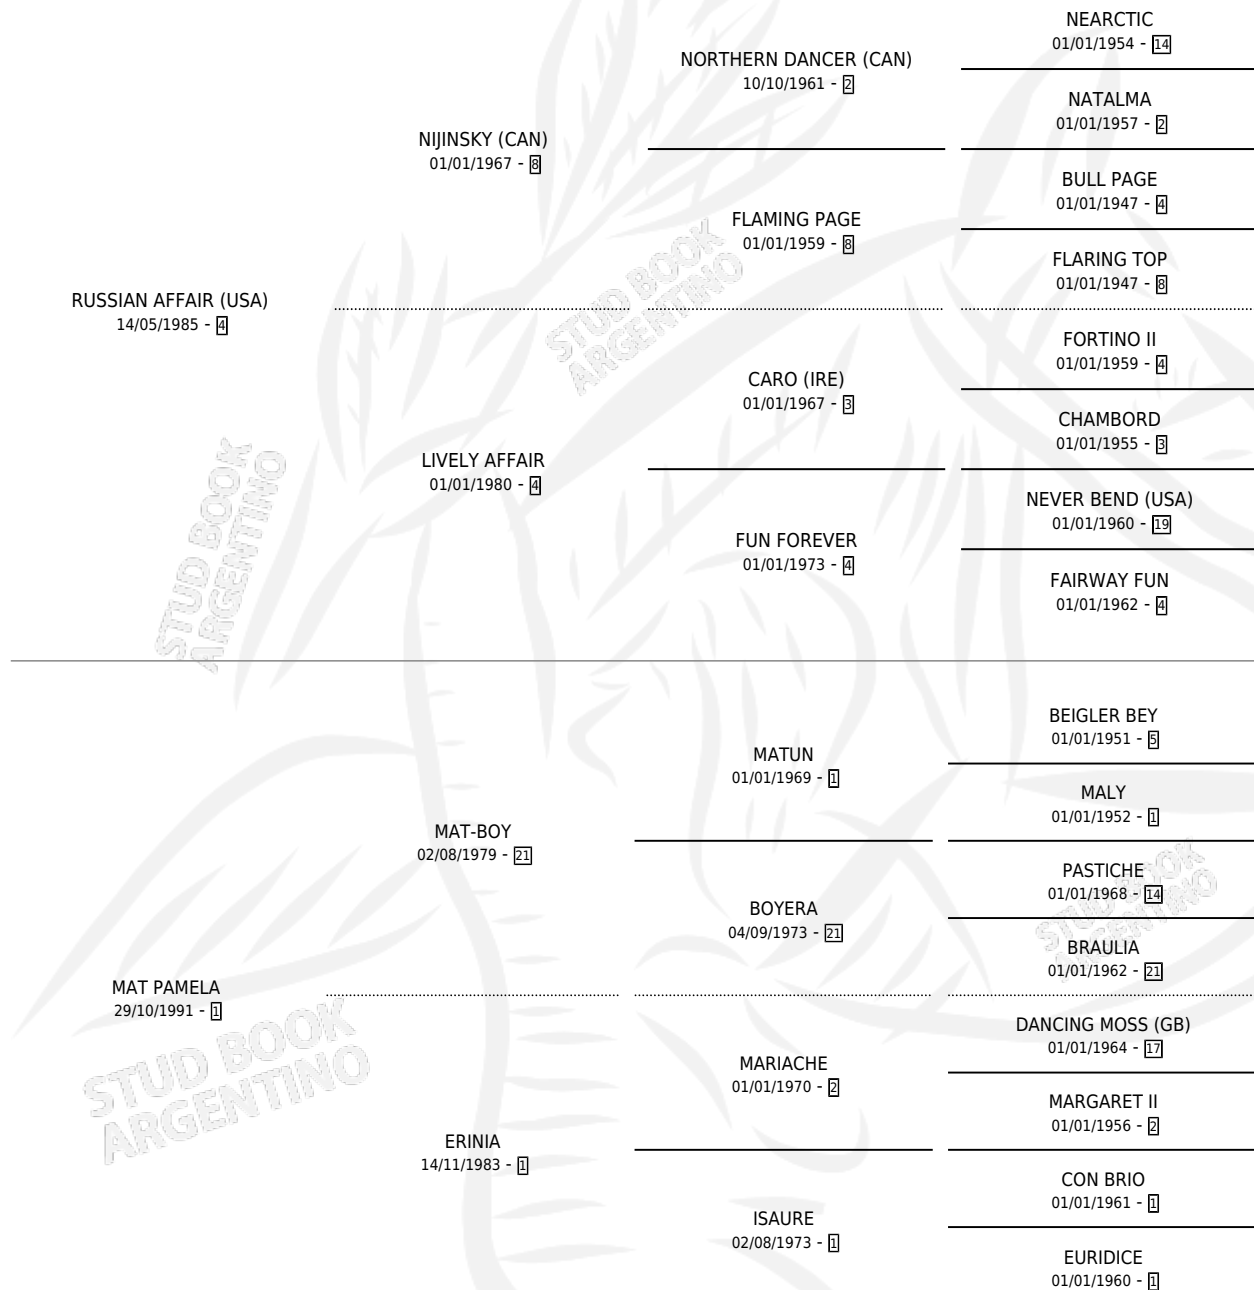 NEARCTIC
01/01/1954 - 14
NORTHERN DANCER (CAN)
10/10/1961 - 2
NATALMA
01/01/1957 - 2
NIJINSKY (CAN)
01/01/1967 - 8
BULL PAGE
01/01/1947 - 4
FLAMING PAGE
01/01/1959 - 8
FLARING TOP
01/01/1947 - 8
RUSSIAN AFFAIR (USA)
14/05/1985 - 4
FORTINO II
01/01/1959 - 4
CARO (IRE)
01/01/1967 - 3
CHAMBORD
01/01/1955 - 3
LIVELY AFFAIR
01/01/1980 - 4
NEVER BEND (USA)
01/01/1960 - 19
FUN FOREVER
01/01/1973 - 4
FAIRWAY FUN
01/01/1962 - 4
STUD BOOK
ARGENTINO
STUD BOOK
ARGENTINO
BEIGLER BEY
01/01/1951 - 5
MATUN
01/01/1969 - 1
MALY
01/01/1952 - 1
MAT-BOY
02/08/1979 - 21
PASTICHE
01/01/1968 - 14
BOYERA
04/09/1973 - 21
BRAULIA
01/01/1962 - 21
STUD BOOK
ARGENTINO
MAT PAMELA
29/10/1991 - 1
DANCING MOSS (GB)
01/01/1964 - 17
MARIACHE
01/01/1970 - 2
MARGARET II
01/01/1956 - 2
ERINIA
14/11/1983 - 1
CON BRIO
01/01/1961 - 1
ISAURE
02/08/1973 - 1
EURIDICE
01/01/1960 - 1
STUD BOOK
ARGENTINO